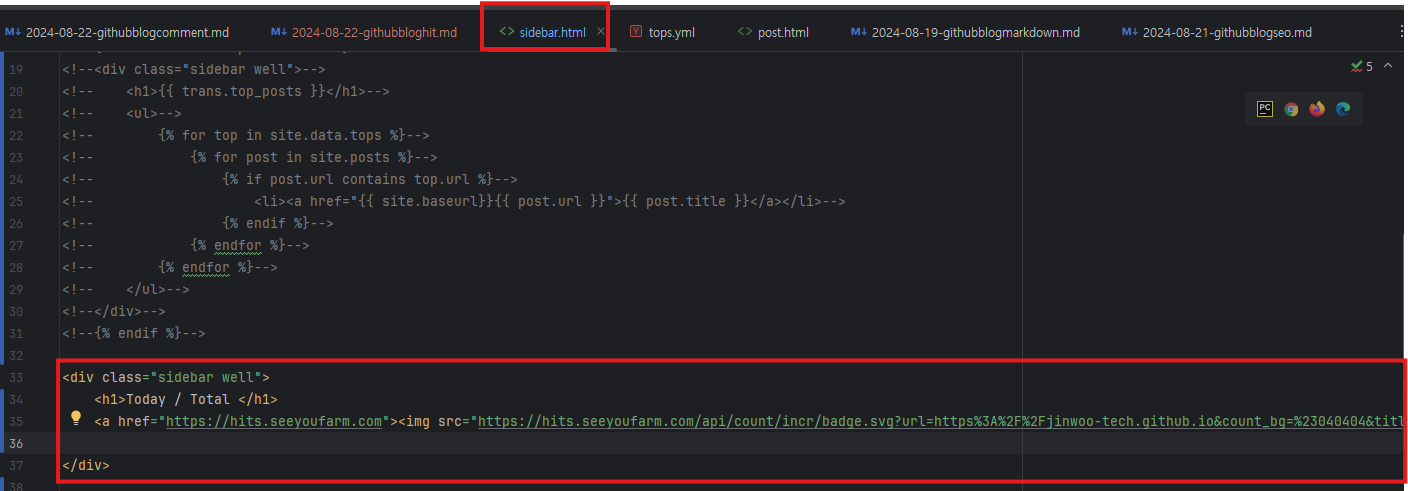 2024-08-22-githubblogcomment.md 2024-08-22-githubbloghit.md sidebar.html tops.yml post.html 2024-08-19-githubblogmarkdown.md 2024-08-21-githubblogseo.md
5
19 <!--<div class="sidebar well">-->
20 <!--    <h1>{{ trans.top_posts }}</h1>-->
21 <!--    <ul>-->
22 <!--        {% for top in site.data.tops %}-->
23 <!--            {% for post in site.posts %}-->
24 <!--                {% if post.url contains top.url %}-->
25 <!--                    <li><a href="{{ site.baseurl}}{{ post.url }}">{{ post.title }}</a></li>-->
26 <!--                {% endif %}-->
27 <!--            {% endfor %}-->
28 <!--        {% endfor %}-->
29 <!--    </ul>-->
30 <!--</div>-->
31 <!--{% endif %}-->
32
33 <div class="sidebar well">
34     <h1>Today / Total </h1>
35     <a href="https://hits.seeyoufarm.com"><img src="https://hits.seeyoufarm.com/api/count/incr/badge.svg?url=https%3A%2F%2Fjinwoo-tech.github.io&count_bg=%23040404&titl
36
37 </div>
38